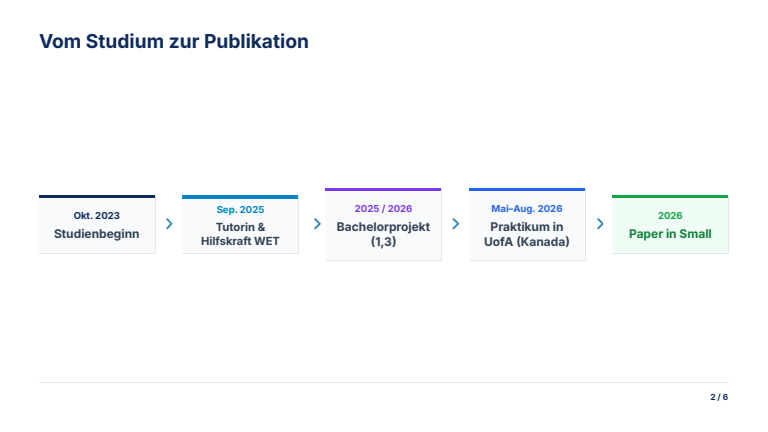 Vom Studium zur Publikation
Okt. 2023
Studienbeginn
Sep. 2025
Tutorin &
Hilfskraft WET
2025 / 2026
Bachelorprojekt
(1,3)
Mai–Aug. 2026
Praktikum in
UofA (Kanada)
2026
Paper in Small
2 / 6